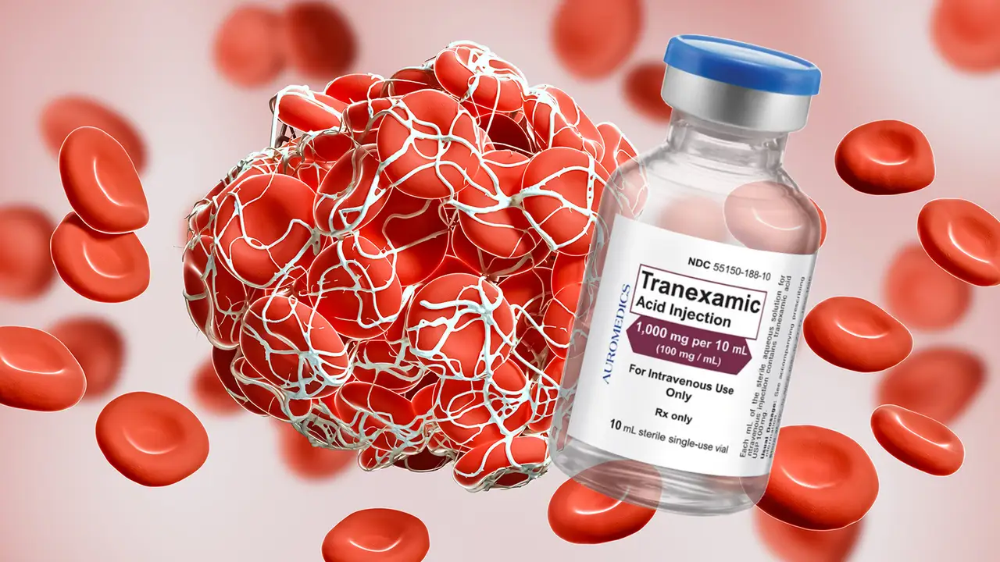 NDC 55150-188-10
Tranexamic
Acid Injection
1,000 mg per 10 mL
(100 mg / mL)
For Intravenous Use
Only
Rx only
10 mL sterile single-use vial
AUROMEDICS
Each mL of the sterile aqueous solution for
intravenous injection contains tranexamic acid
USP 100 mg.
Usual Dosage: See accompanying prescribing